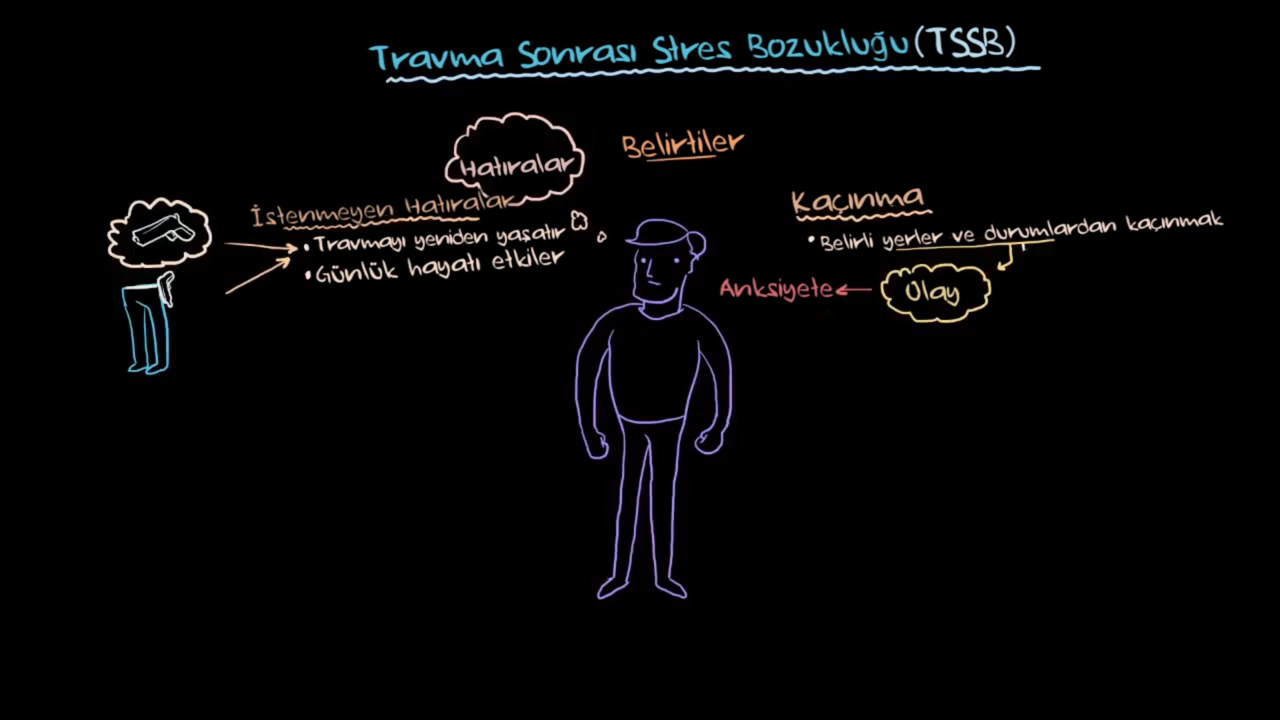 Travma Sonrası Stres Bozukluğu (TSSB)
Belirtiler
Hatıralar
İstenmeyen Hatıralar
• Travmayı yeniden yaşatır
• Günlük hayatı etkiler
Kaçınma
• Belirli yerler ve durumlardan kaçınmak
Olay
Anksiyete